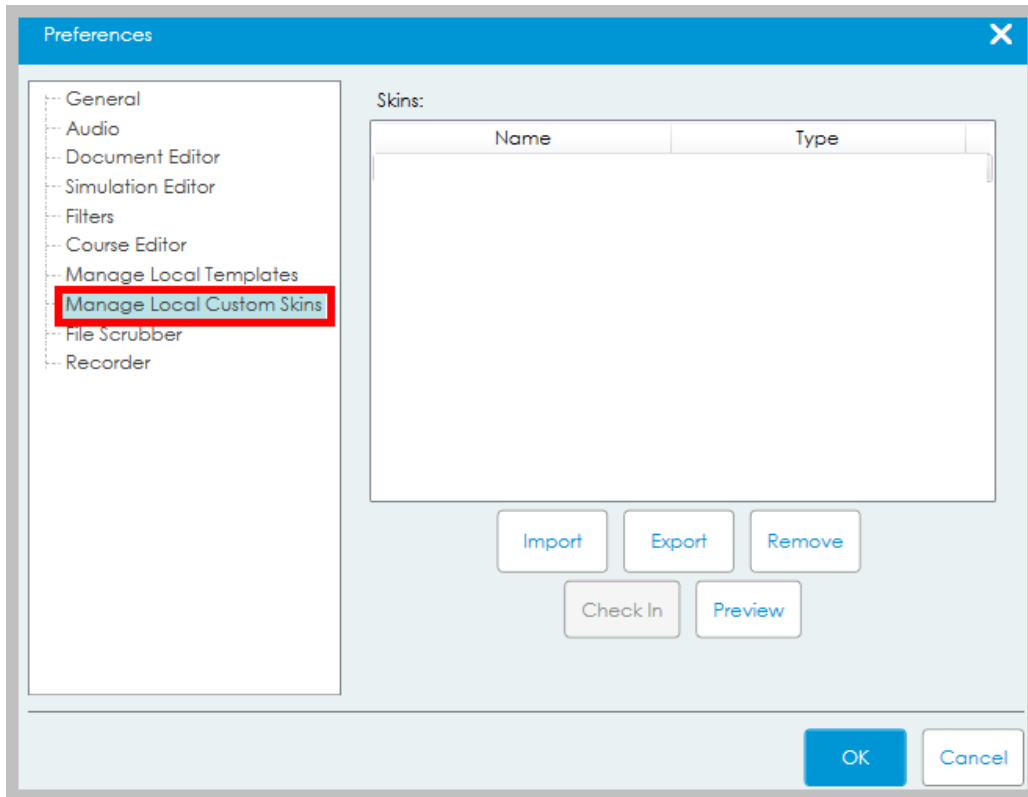 Preferences
General
Audio
Document Editor
Simulation Editor
Filters
Course Editor
Manage Local Templates
Manage Local Custom Skins
File Scrubber
Recorder
Skins:
Name Type
Import Export Remove
Check In Preview
OK Cancel